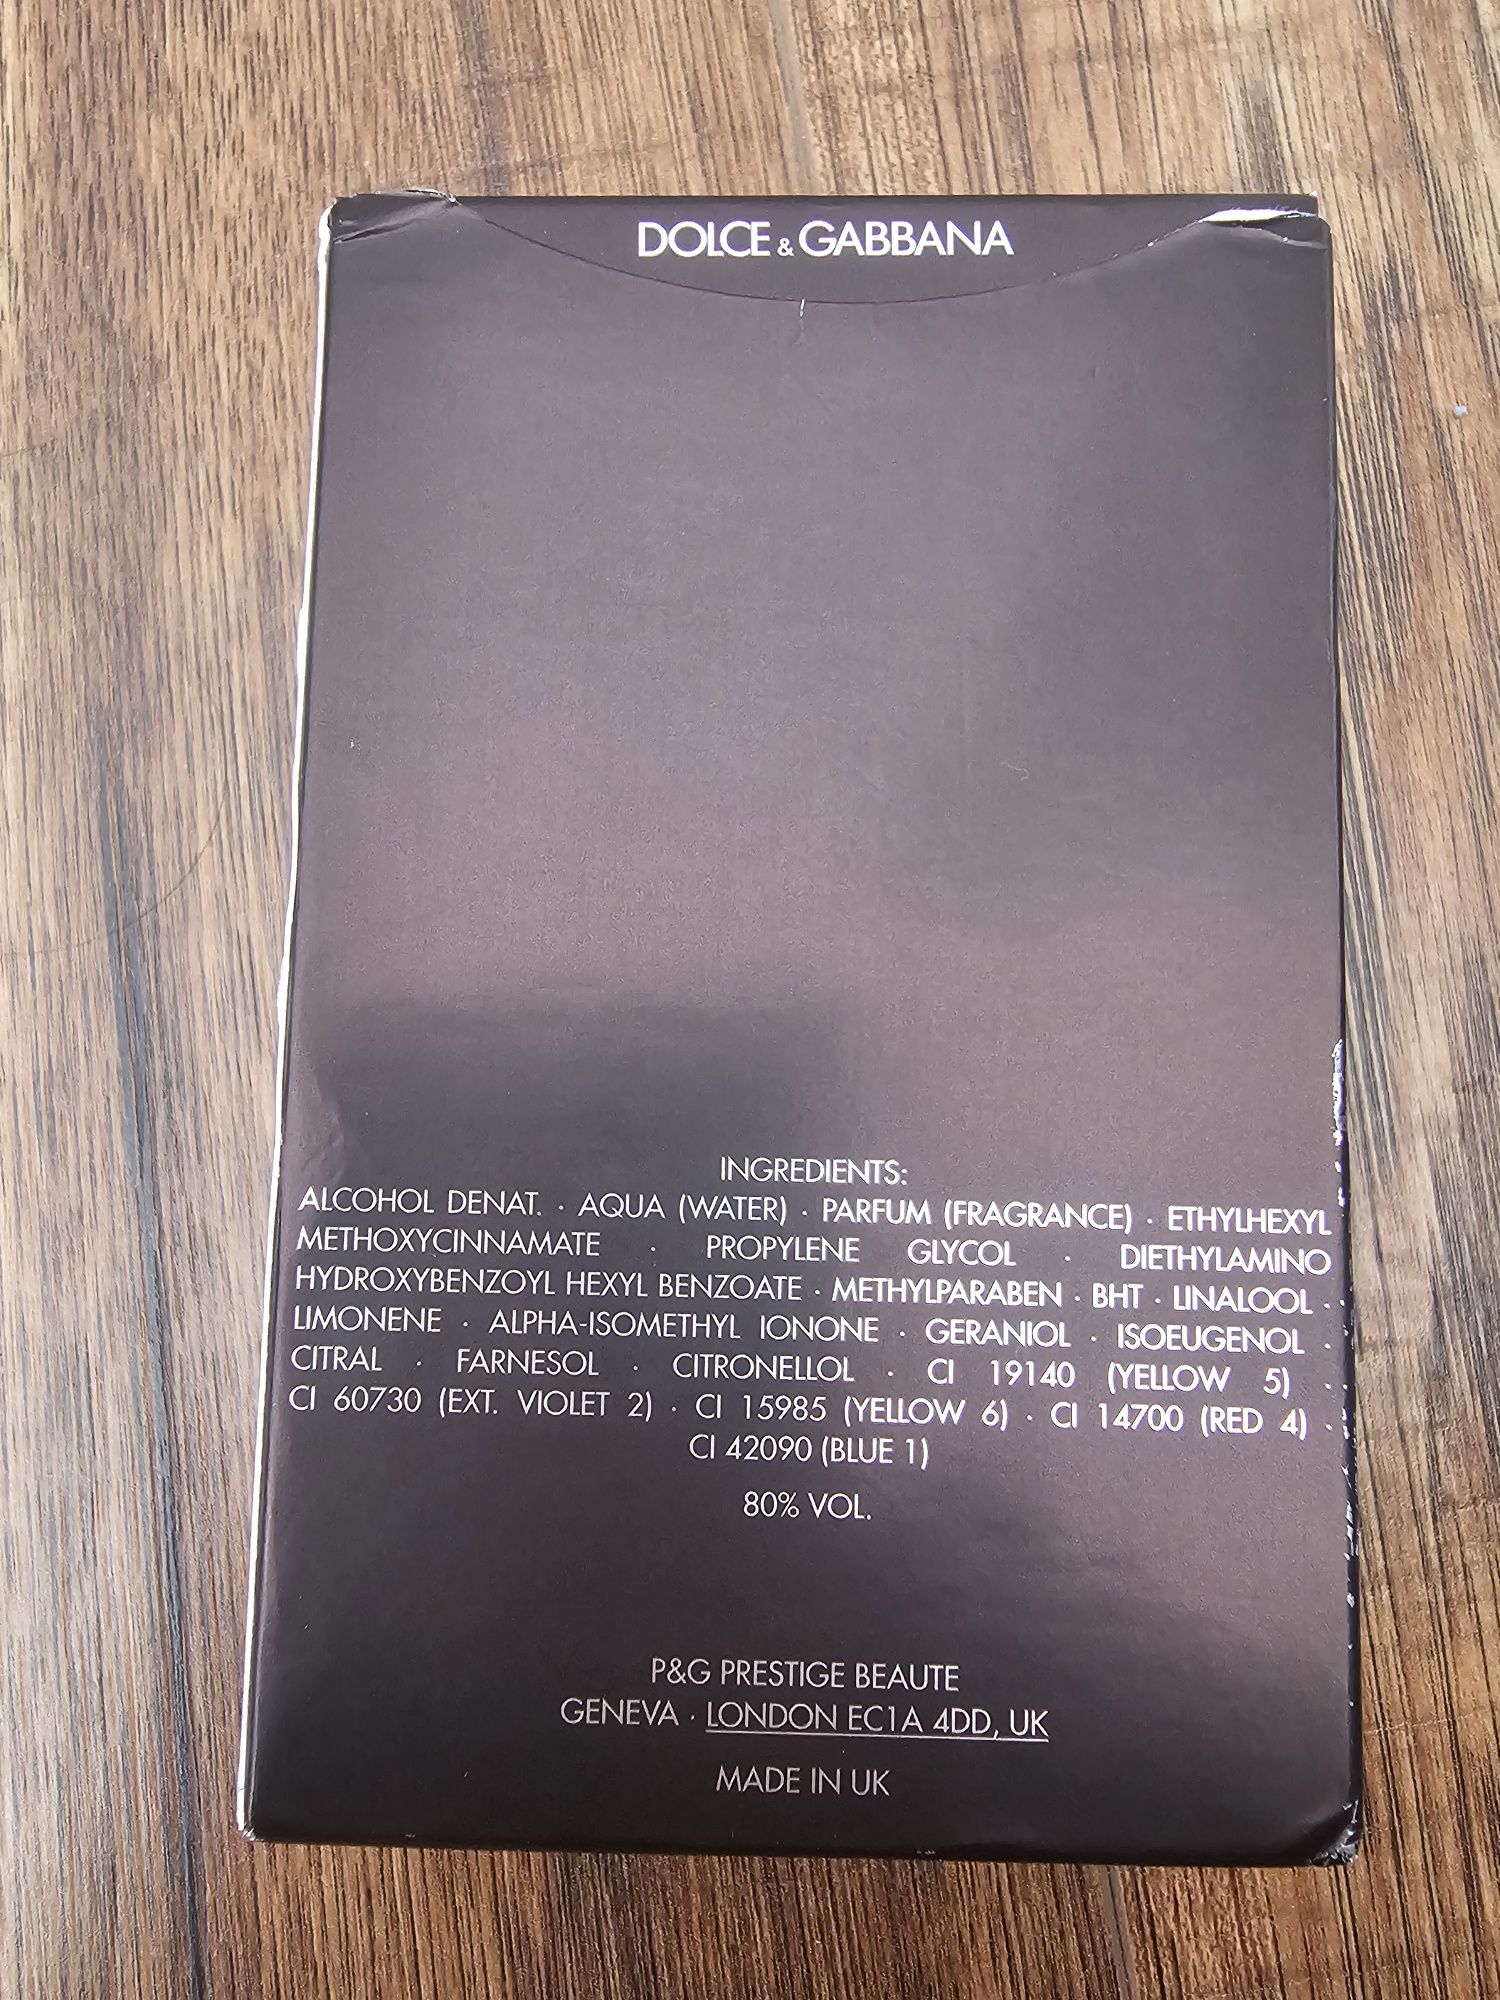 DOLCE & GABBANA
INGREDIENTS:
ALCOHOL DENAT. · AQUA (WATER) · PARFUM (FRAGRANCE) · ETHYLHEXYL
METHOXYCINNAMATE · PROPYLENE GLYCOL · DIETHYLAMINO
HYDROXYBENZOYL HEXYL BENZOATE · METHYLPARABEN · BHT · LINALOOL ·
LIMONENE · ALPHA-ISOMETHYL IONONE · GERANIOL · ISOEUGENOL ·
CITRAL · FARNESOL · CITRONELLOL · CI 19140 (YELLOW 5) ·
CI 60730 (EXT. VIOLET 2) · CI 15985 (YELLOW 6) · CI 14700 (RED 4) ·
CI 42090 (BLUE 1)
80% VOL.
P&G PRESTIGE BEAUTE
GENEVA · LONDON EC1A 4DD, UK
MADE IN UK